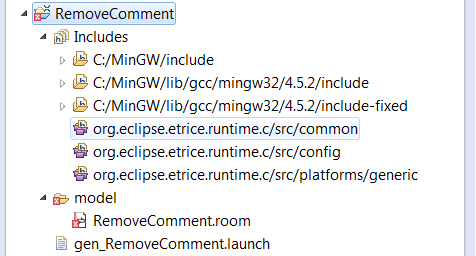 RemoveComment
Includes
C:/MinGW/include
C:/MinGW/lib/gcc/mingw32/4.5.2/include
C:/MinGW/lib/gcc/mingw32/4.5.2/include-fixed
org.eclipse.etrice.runtime.c/src/common
org.eclipse.etrice.runtime.c/src/config
org.eclipse.etrice.runtime.c/src/platforms/generic
model
RemoveComment.room
gen_RemoveComment.launch